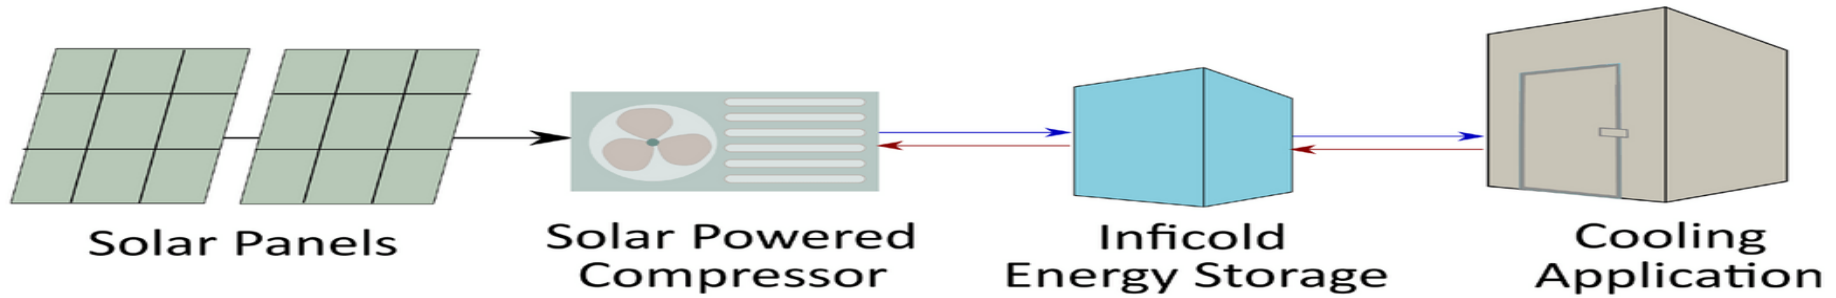 Solar Panels
Solar Powered
Compressor
Inficold
Energy Storage
Cooling
Application